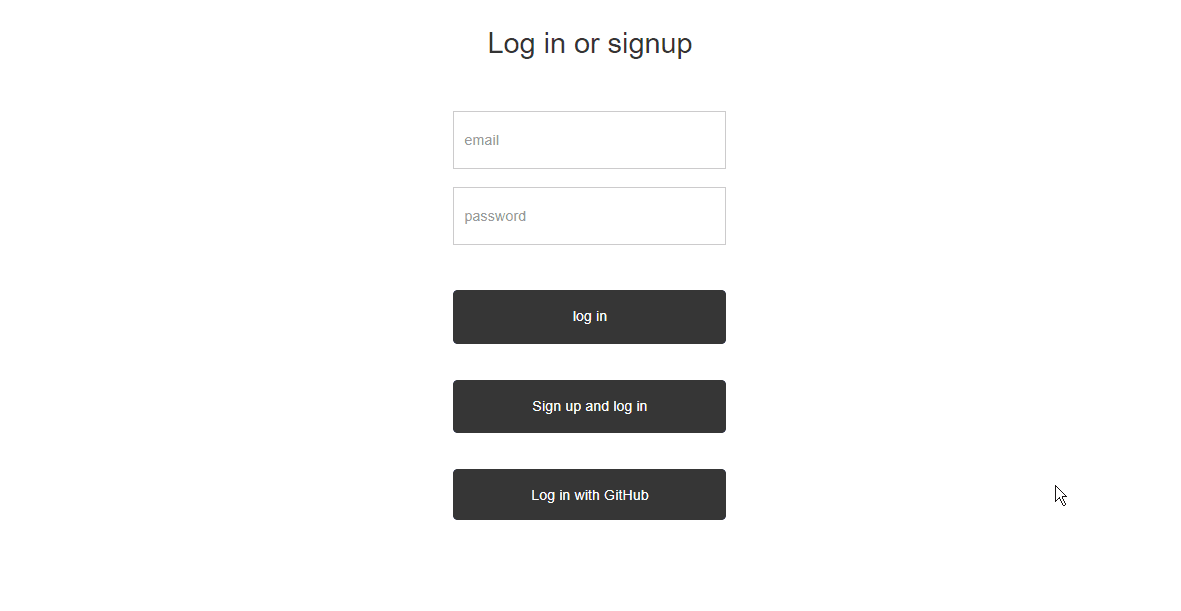 Log in or signup
email
password
log in
Sign up and log in
Log in with GitHub